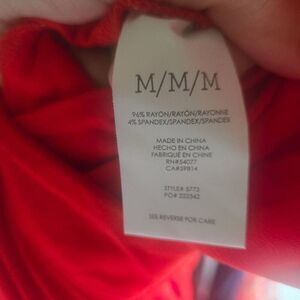 M/M/M
96% RAYON/RAYÓN/RAYONNE
4% SPANDEX/SPANDEX/SPANDEX
MADE IN CHINA
HECHO EN CHINA
FABRIQUÉ EN CHINE
RN#54077
CA#59814
STYLE# 5773
PO# 222342
SEE REVERSE FOR CARE